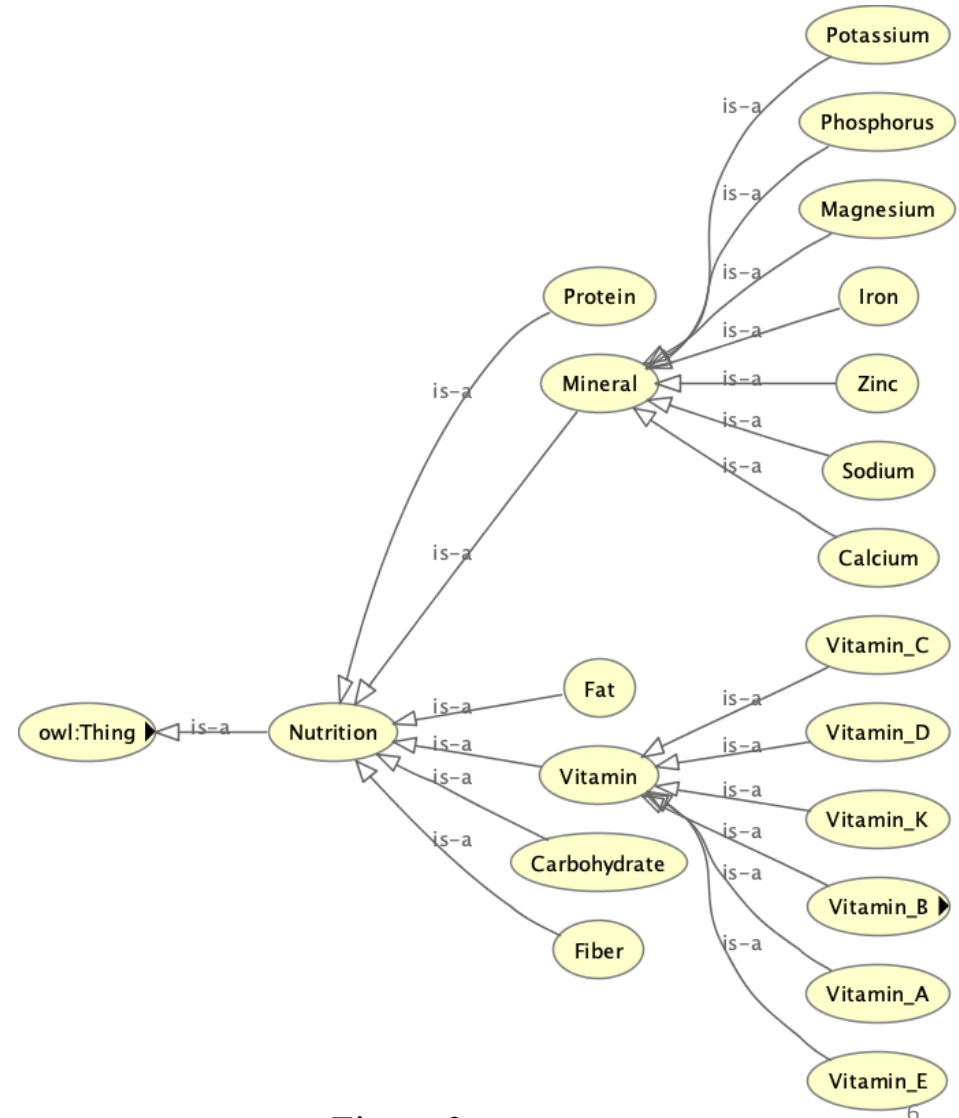 Potassium
is-a
Phosphorus
is-a
Magnesium
is-a
Protein
Iron
is-a
is-a
Mineral
is-a
Zinc
is-a
Sodium
is-a
is-a
Calcium
Vitamin_C
Fat
is-a
is-a
owl:Thing
is-a
Nutrition
is-a
is-a
Vitamin_D
is-a
Vitamin
is-a
Vitamin_K
is-a
Carbohydrate
is-a
is-a
Vitamin_B
Fiber
is-a
Vitamin_A
Vitamin_E
6